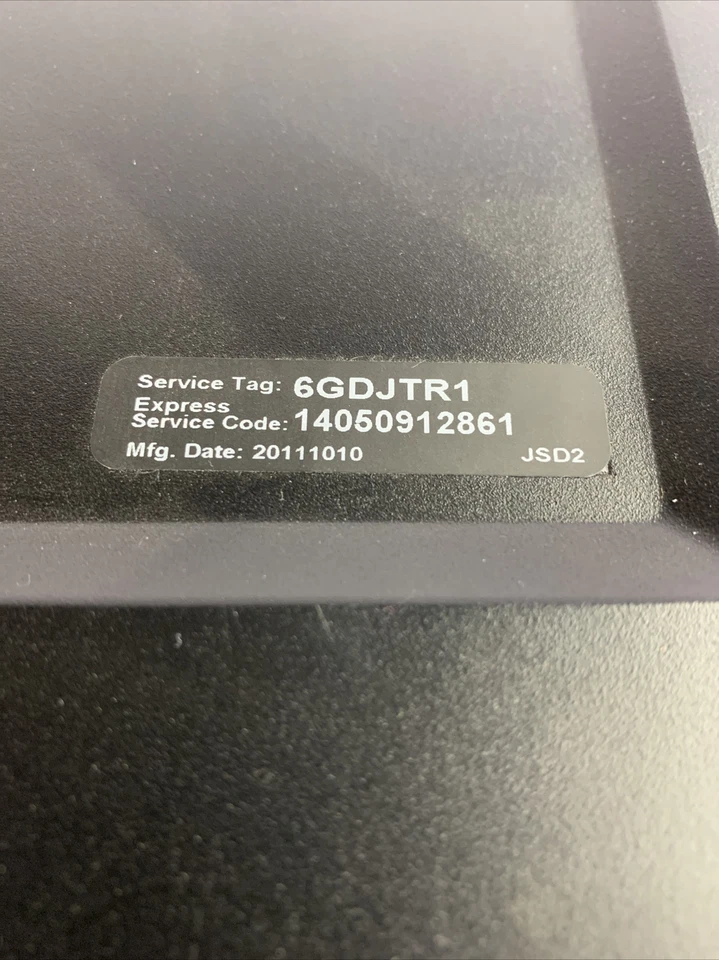 Service Tag: 6GDJTR1
Express
Service Code: 14050912861
Mfg. Date: 20111010 JSD2